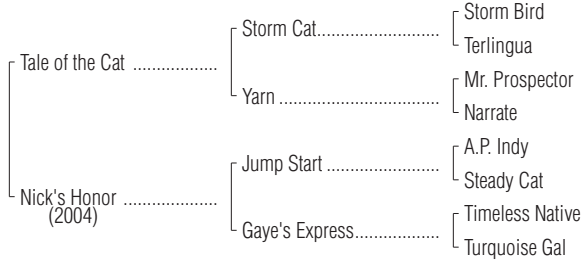 Storm Bird
Storm Cat
Terlingua
Tale of the Cat
Mr. Prospector
Yarn
Narrate
A.P. Indy
Jump Start
Steady Cat
Nick's Honor
(2004)
Timeless Native
Gaye's Express
Turquoise Gal